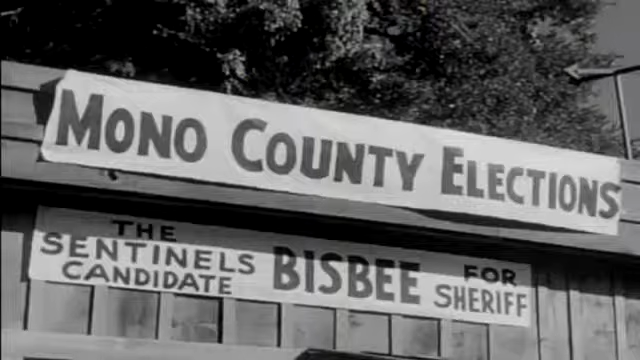 MONO COUNTY ELECTIONS
THE
SENTINELS
CANDIDATE
BISBEE
FOR
SHERIFF